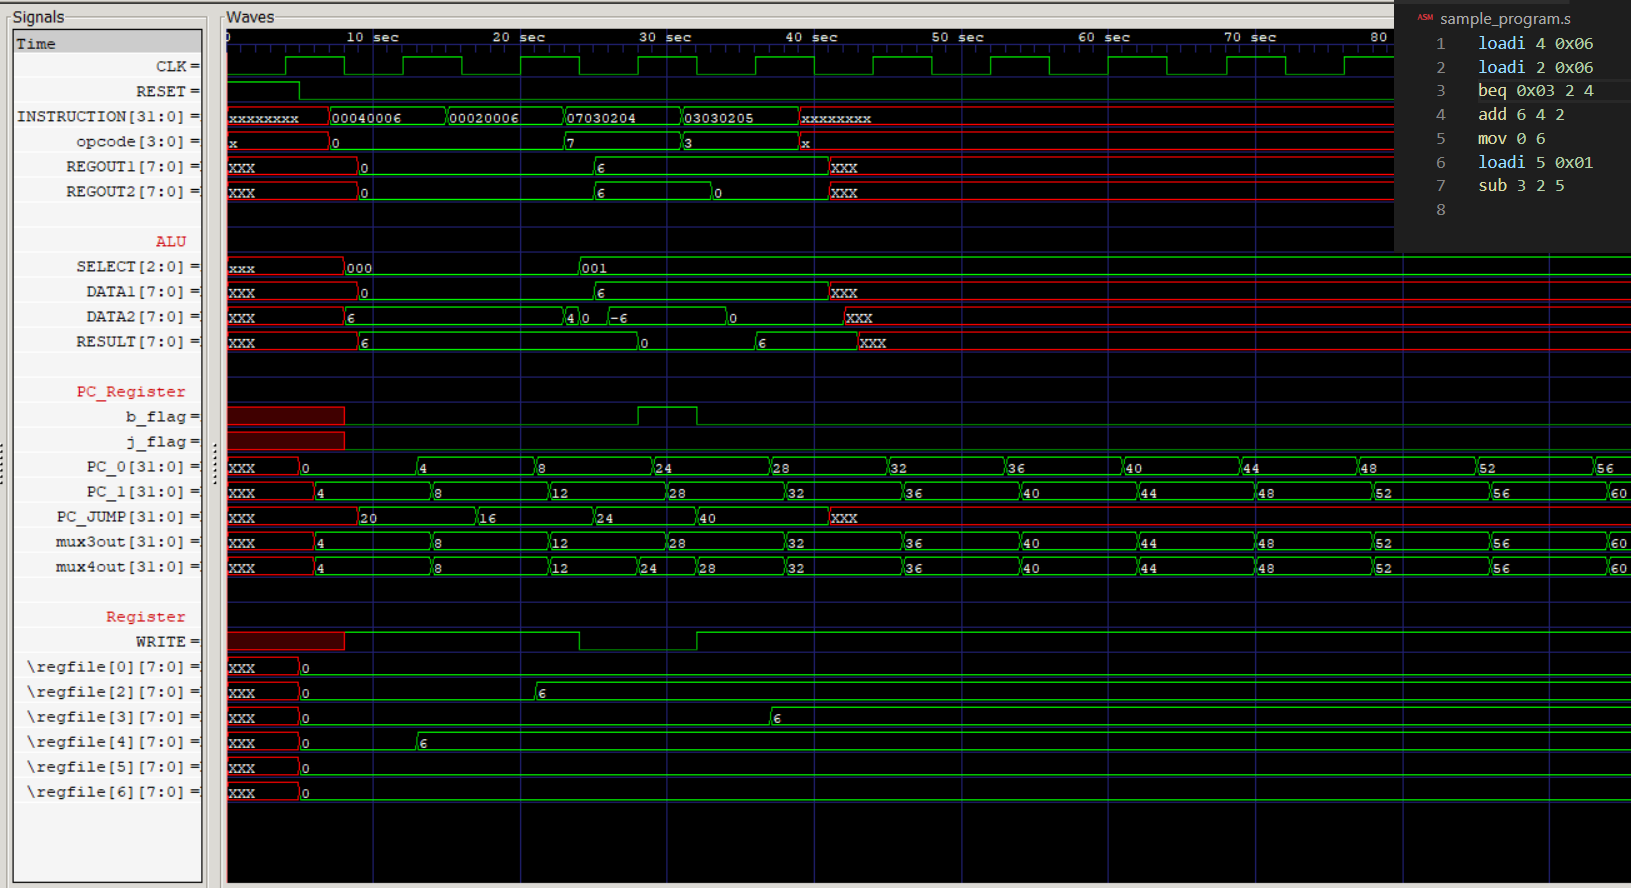 Signals
Waves
Time
0 10 sec 20 sec 30 sec 40 sec 50 sec 60 sec 70 sec 80
CLK =
RESET =
INSTRUCTION[31:0] = xxxxxxxx 00040006 00020006 07030204 03030205 xxxxxxxx
opcode[3:0] = x 0 7 3 x
REGOUT1[7:0] = XXX 0 6 XXX
REGOUT2[7:0] = XXX 0 6 0 XXX
ALU
SELECT[2:0] = xxx 000 001
DATA1[7:0] = XXX 0 6 XXX
DATA2[7:0] = XXX 6 4 0 -6 0 XXX
RESULT[7:0] = XXX 6 0 6 XXX
PC_Register
b_flag =
j_flag =
PC_0[31:0] = XXX 0 4 8 24 28 32 36 40 44 48 52 56
PC_1[31:0] = XXX 4 8 12 28 32 36 40 44 48 52 56 60
PC_JUMP[31:0] = XXX 20 16 24 40 XXX
mux3out[31:0] = XXX 4 8 12 28 32 36 40 44 48 52 56 60
mux4out[31:0] = XXX 4 8 12 24 28 32 36 40 44 48 52 56 60
Register
WRITE =
\regfile[0][7:0] = XXX 0
\regfile[2][7:0] = XXX 0 6
\regfile[3][7:0] = XXX 0 6
\regfile[4][7:0] = XXX 0 6
\regfile[5][7:0] = XXX 0
\regfile[6][7:0] = XXX 0
ASM sample_program.s
1 loadi 4 0x06
2 loadi 2 0x06
3 beq 0x03 2 4
4 add 6 4 2
5 mov 0 6
6 loadi 5 0x01
7 sub 3 2 5
8